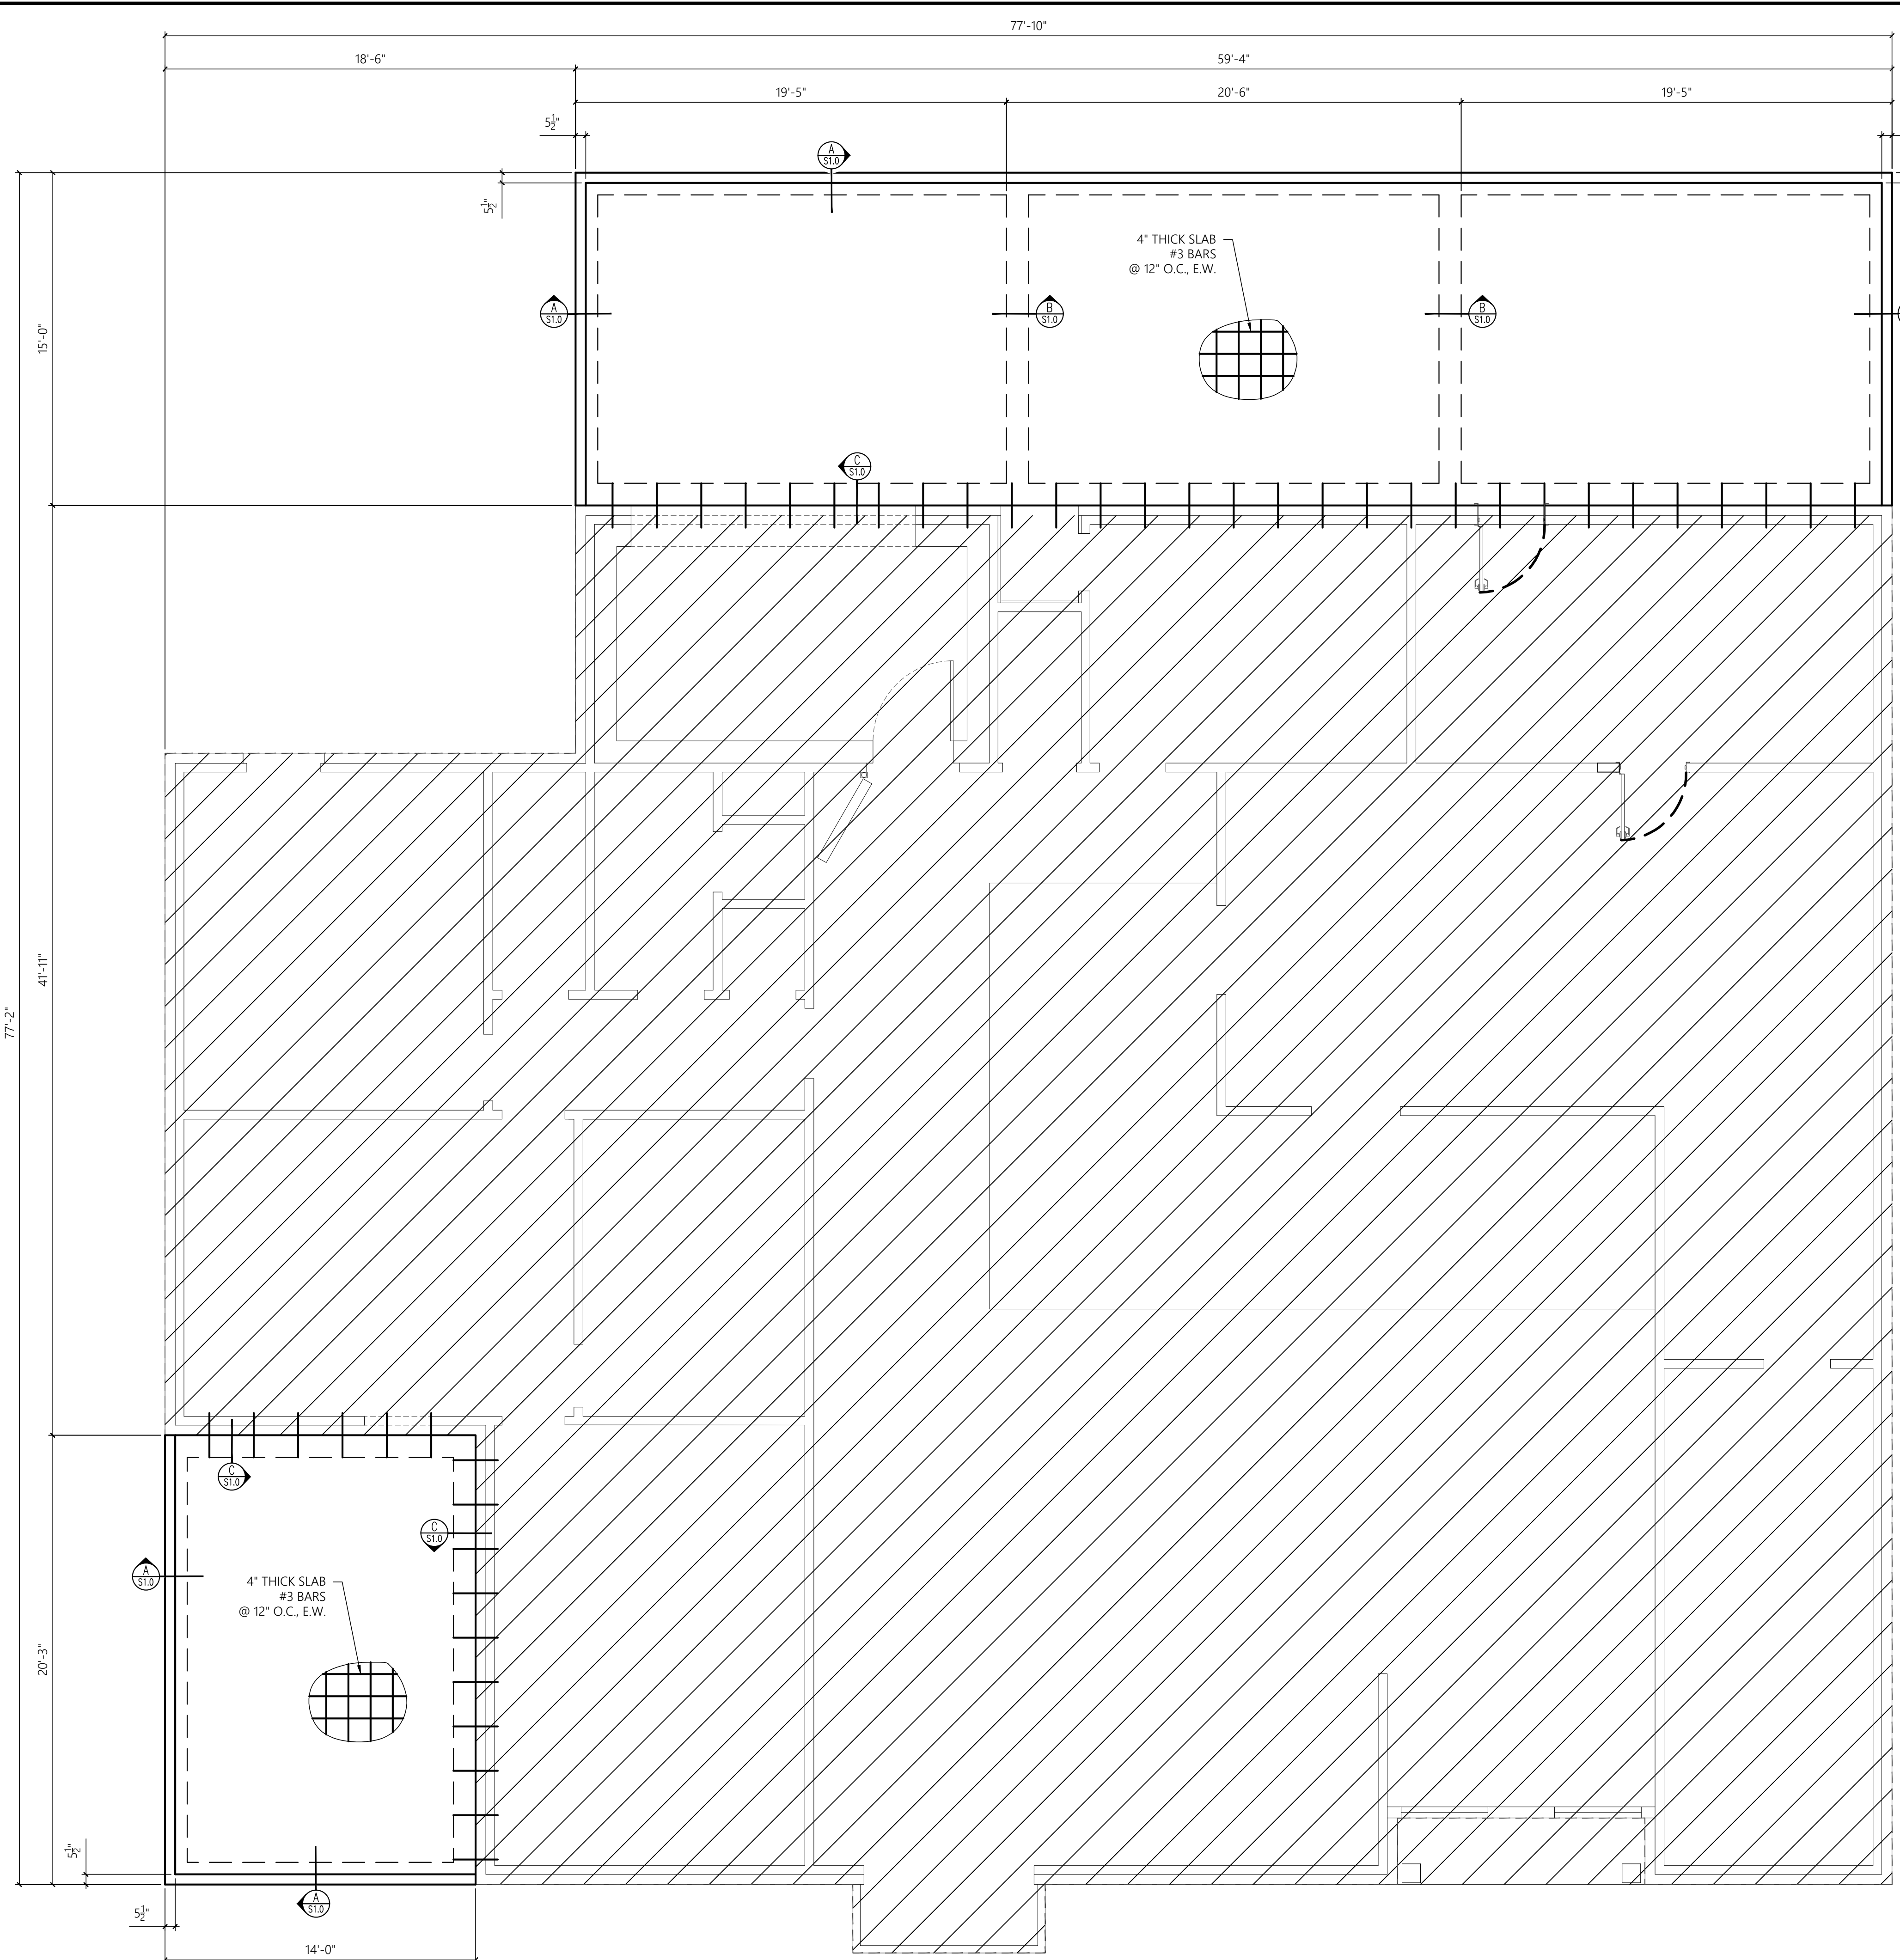 77'-10"
18'-6"
59'-4"
19'-5"
20'-6"
19'-5"
5½"
A
S1.0
5½"
4" THICK SLAB
#3 BARS
@ 12" O.C., E.W.
A
S1.0
B
S1.0
B
S1.0
15'-0"
C
S1.0
41'-11"
77'-2"
C
S1.0
C
S1.0
A
S1.0
4" THICK SLAB
#3 BARS
@ 12" O.C., E.W.
20'-3"
5½"
A
S1.0
5½"
14'-0"